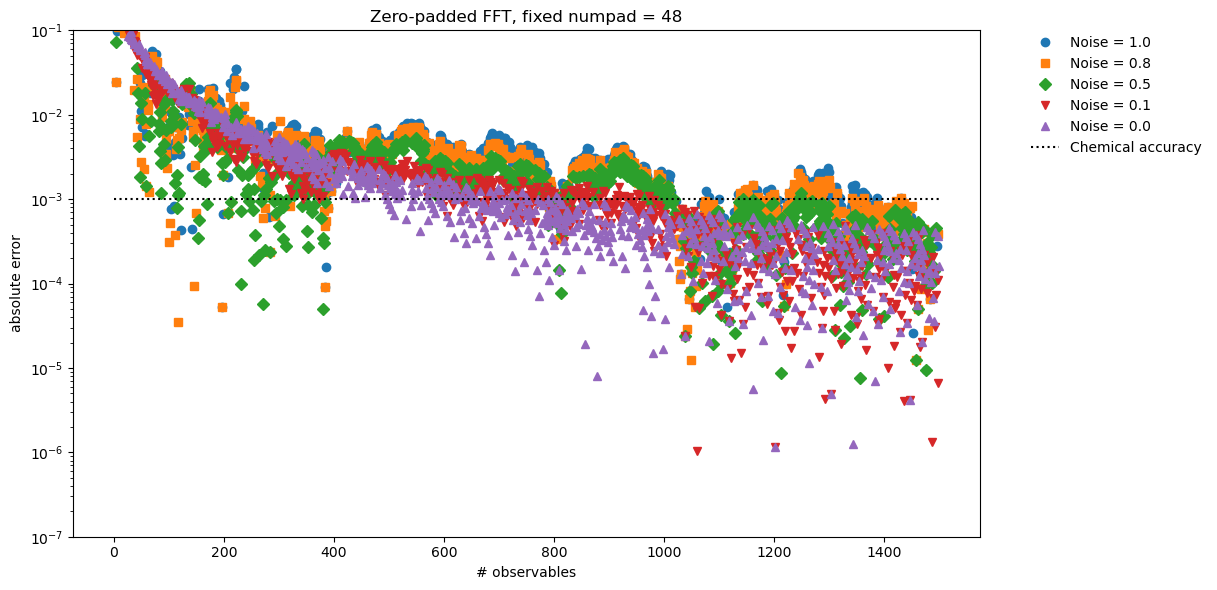 Zero-padded FFT, fixed numpad = 48
Noise = 1.0
Noise = 0.8
Noise = 0.5
Noise = 0.1
Noise = 0.0
Chemical accuracy
absolute error
10⁻¹
10⁻²
10⁻³
10⁻⁴
10⁻⁵
10⁻⁶
10⁻⁷
0 200 400 600 800 1000 1200 1400
# observables